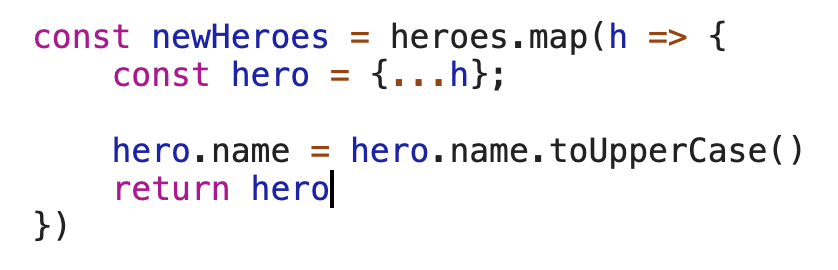 const newHeroes = heroes.map(h => {
    const hero = {...h};

    hero.name = hero.name.toUpperCase()
    return hero
})